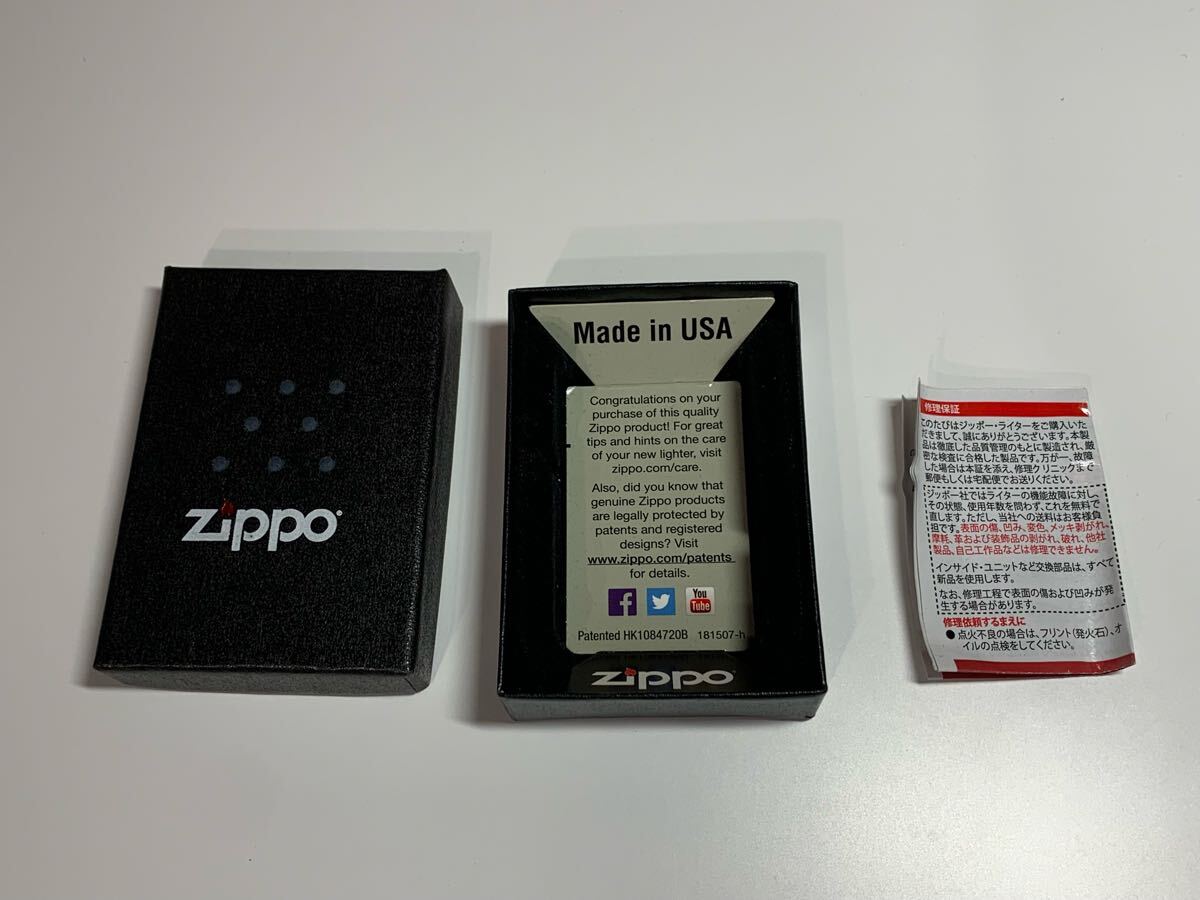 zippo
Made in USA
Congratulations on your
purchase of this quality
Zippo product! For great
tips and hints on the care
of your new lighter, visit
zippo.com/care.
Also, did you know that
genuine Zippo products
are legally protected by
patents and registered
designs? Visit
www.zippo.com/patents
for details.
f
You
Tube
Patented HK1084720B 181507-h
zippo
修理保証
このたびはジッポー・ライターをご購入いた
だきまして、誠にありがとうございます。本製
品は徹底した品質管理のもとに製造され、厳
密な検査に合格した製品です。万が一、故障
した場合は本証を添え、修理クリニックまで
郵便もしくは宅配便でお送りください。
ジッポー社ではライターの機能故障に対し、
その状態、使用年数を問わず、これを無料で
直します。ただし、当社への送料はお客様負
担です。表面の傷、凹み、変色、メッキ剥がれ、
摩耗、革および装飾品の剥がれ、破れ、他社
製品、自己工作品などは修理できません。
インサイド・ユニットなど交換部品は、すべて
新品を使用します。
なお、修理工程で表面の傷および凹みが発
生する場合があります。
修理依頼するまえに
● 点火不良の場合は、フリント(発火石)、オ
イルの点検をしてください。